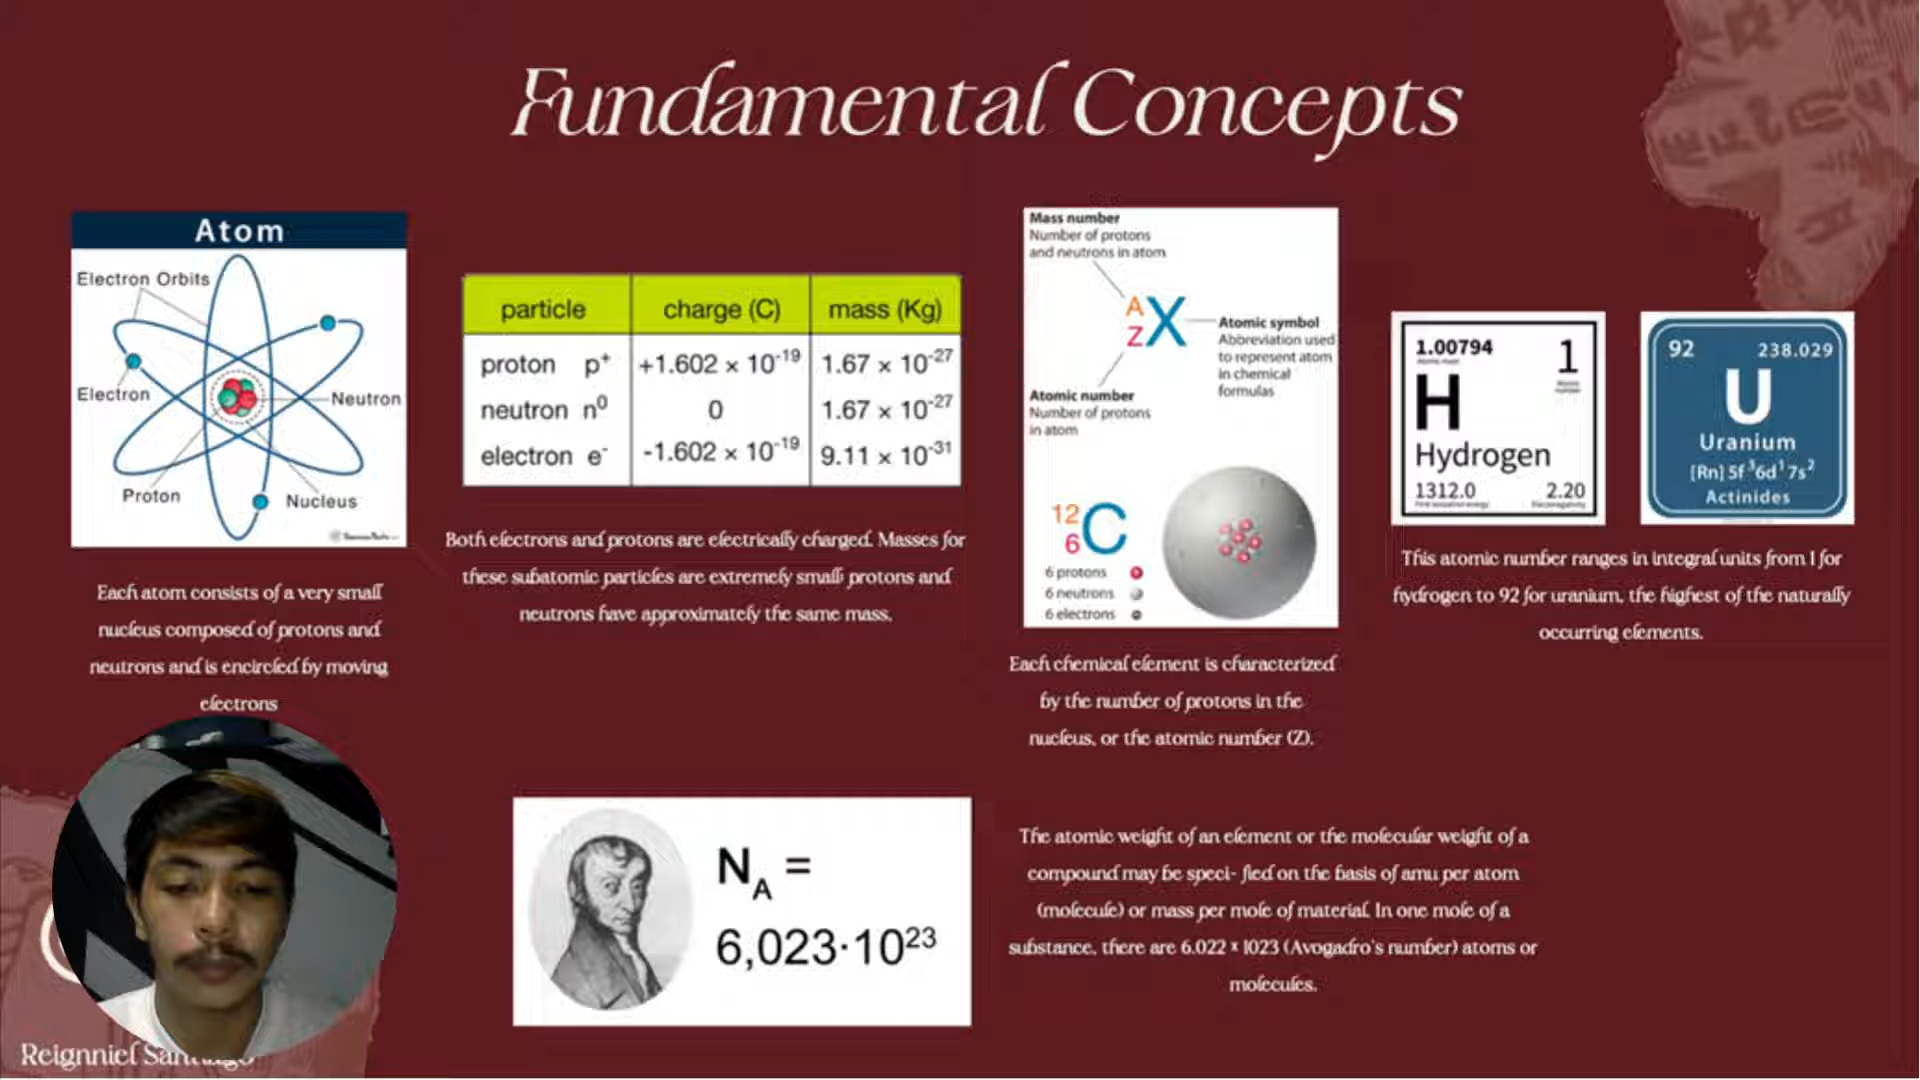 Fundamental Concepts
Atom
Electron Orbits
Electron
Neutron
Proton
Nucleus
Each atom consists of a very small
nucleus composed of protons and
neutrons and is encircled by moving
electrons
particle charge (C) mass (Kg)
proton p⁺ +1.602 × 10⁻¹⁹ 1.67 × 10⁻²⁷
neutron n⁰ 0 1.67 × 10⁻²⁷
electron e⁻ -1.602 × 10⁻¹⁹ 9.11 × 10⁻³¹
Both electrons and protons are electrically charged. Masses for
these subatomic particles are extremely small; protons and
neutrons have approximately the same mass.
Mass number
Number of protons
and neutrons in atom
A
Z X
Atomic symbol
Abbreviation used
to represent atom
in chemical
formulas
Atomic number
Number of protons
in atom
12
6 C
6 protons
6 neutrons
6 electrons
Each chemical element is characterized
by the number of protons in the
nucleus, or the atomic number (Z).
1.00794 1
H
Hydrogen
1312.0 2.20
92 238.029
U
Uranium
[Rn] 5f³6d¹7s²
Actinides
This atomic number ranges in integral units from 1 for
hydrogen to 92 for uranium, the highest of the naturally
occurring elements.
N_A =
6,023·10²³
The atomic weight of an element or the molecular weight of a
compound may be speci- fied on the basis of amu per atom
(molecule) or mass per mole of material. In one mole of a
substance, there are 6.022 x 1023 (Avogadro's number) atoms or
molecules.
Reignniel Santiago